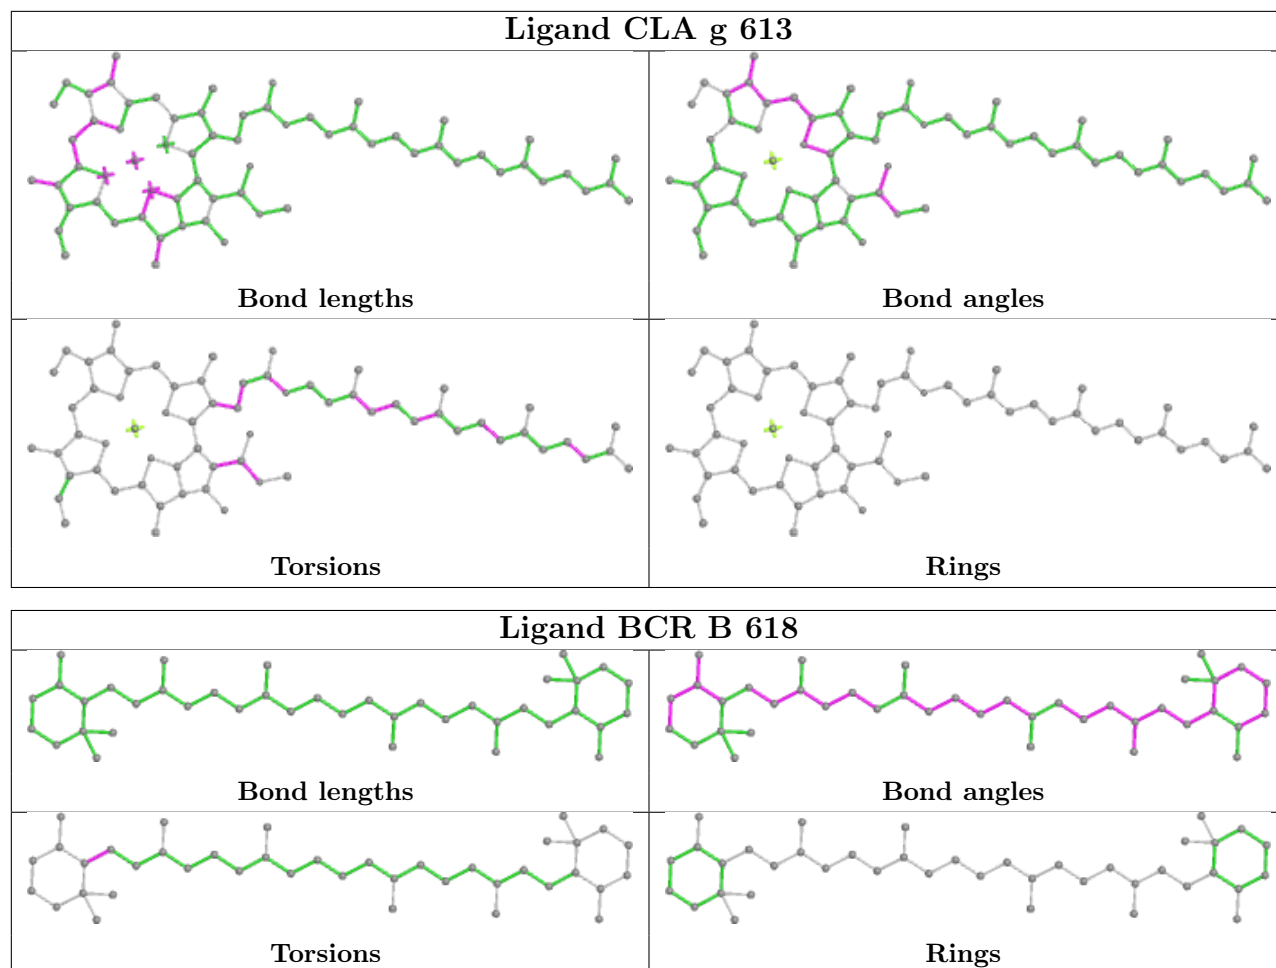 Ligand CLA g 613
Bond lengths
Bond angles
Torsions
Rings
Ligand BCR B 618
Bond lengths
Bond angles
Torsions
Rings